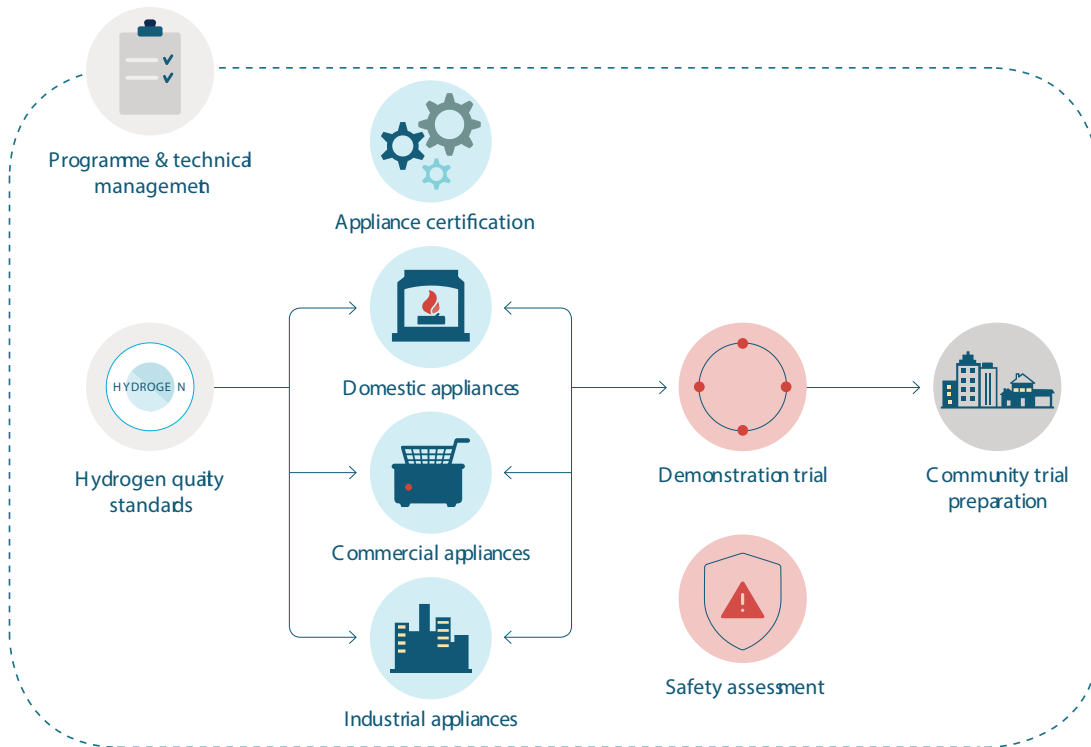 Programme & technical
management
Appliance certification
HYDROGEN
Hydrogen quality
standards
Domestic appliances
Commercial appliances
Industrial appliances
Demonstration trial
Safety assessment
Community trial
preparation